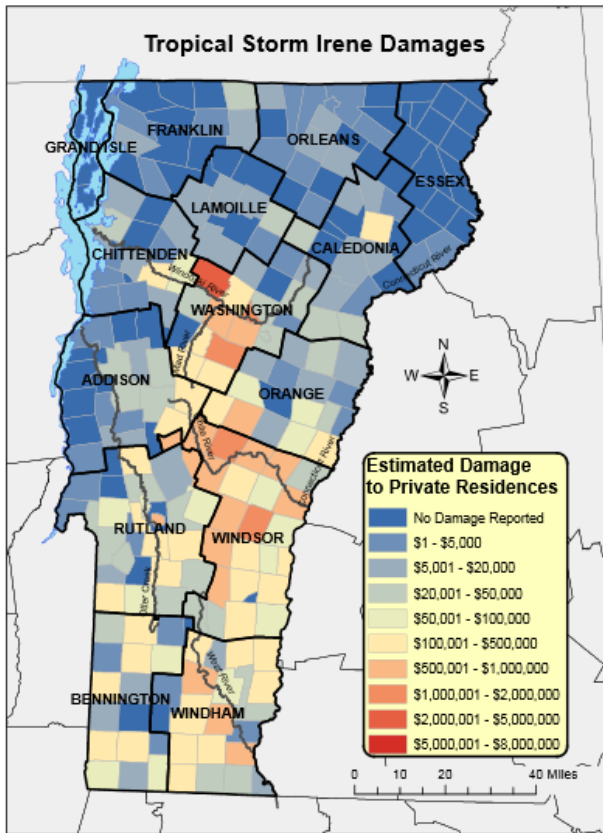 Tropical Storm Irene Damages
FRANKLIN
ORLEANS
GRAND ISLE
ESSEX
LAMOILLE
CALEDONIA
CHITTENDEN
Winooski River
Connecticut River
WASHINGTON
Mad River
ADDISON
ORANGE
N
W E
S
White River
Connecticut River
RUTLAND
WINDSOR
Otter Creek
West River
BENNINGTON
WINDHAM
Estimated Damage
to Private Residences
No Damage Reported
$1 - $5,000
$5,001 - $20,000
$20,001 - $50,000
$50,001 - $100,000
$100,001 - $500,000
$500,001 - $1,000,000
$1,000,001 - $2,000,000
$2,000,001 - $5,000,000
$5,000,001 - $8,000,000
0 10 20 40 Miles